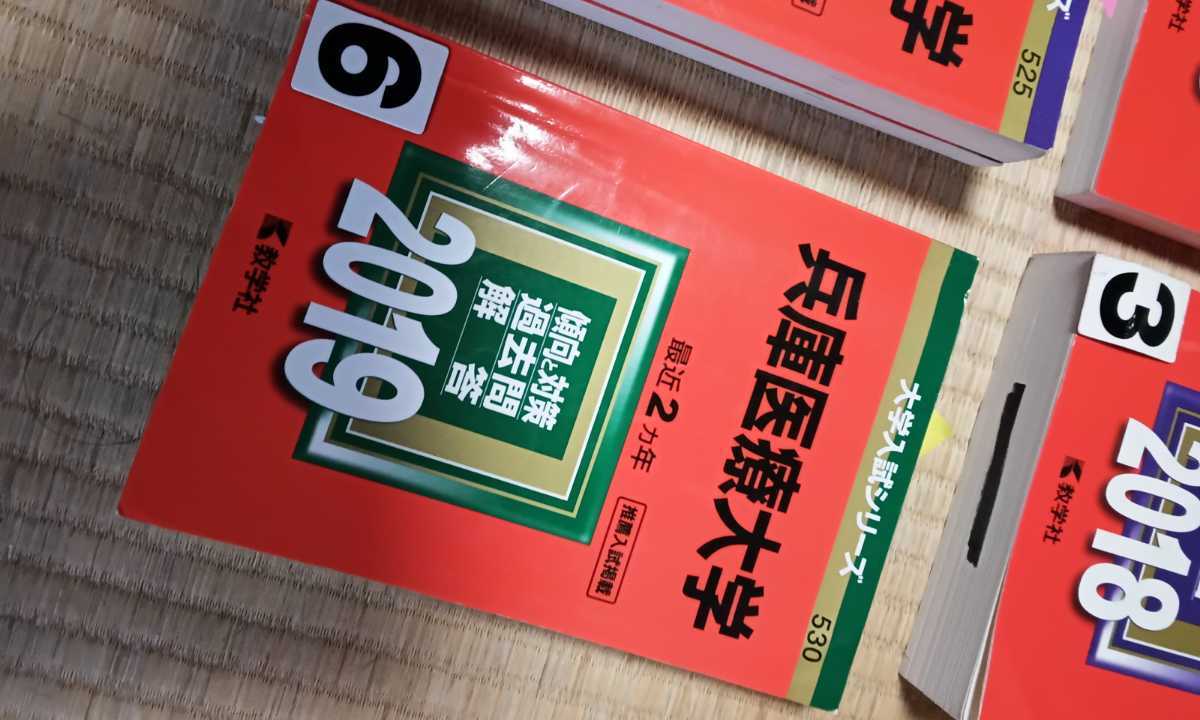 大学入試シリーズ
530
兵庫医療大学
最近2カ年
推薦入試掲載
傾向と対策
過去問
解答
2019
教学社
6
学
525
ズ
3
2018
教学社